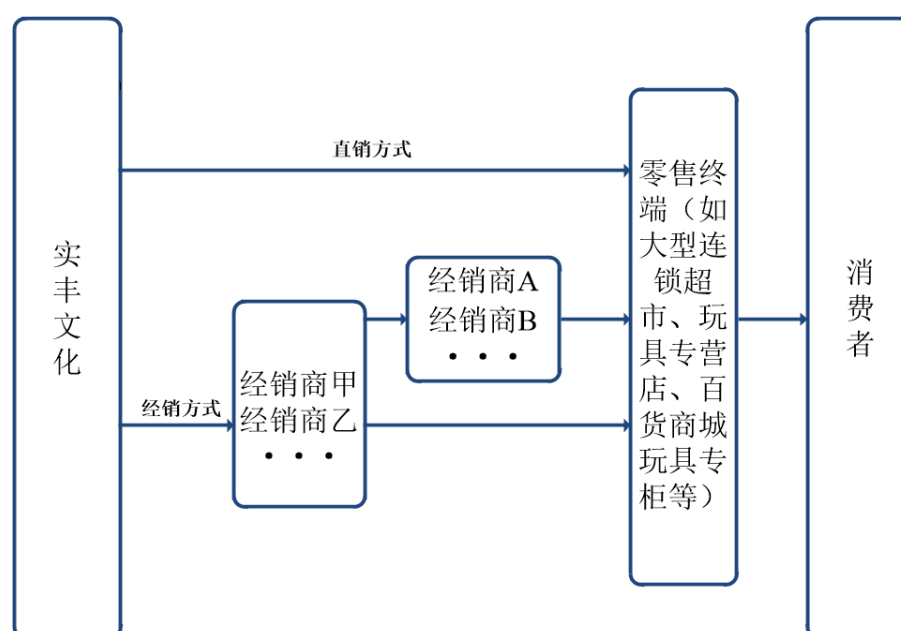 实
丰
文
化
直销方式
经销方式
经销商甲
经销商乙
···
经销商A
经销商B
···
零售终
端（如
大型连
锁超
市、玩
具专营
店、百
货商城
玩具专
柜等）
消
费
者